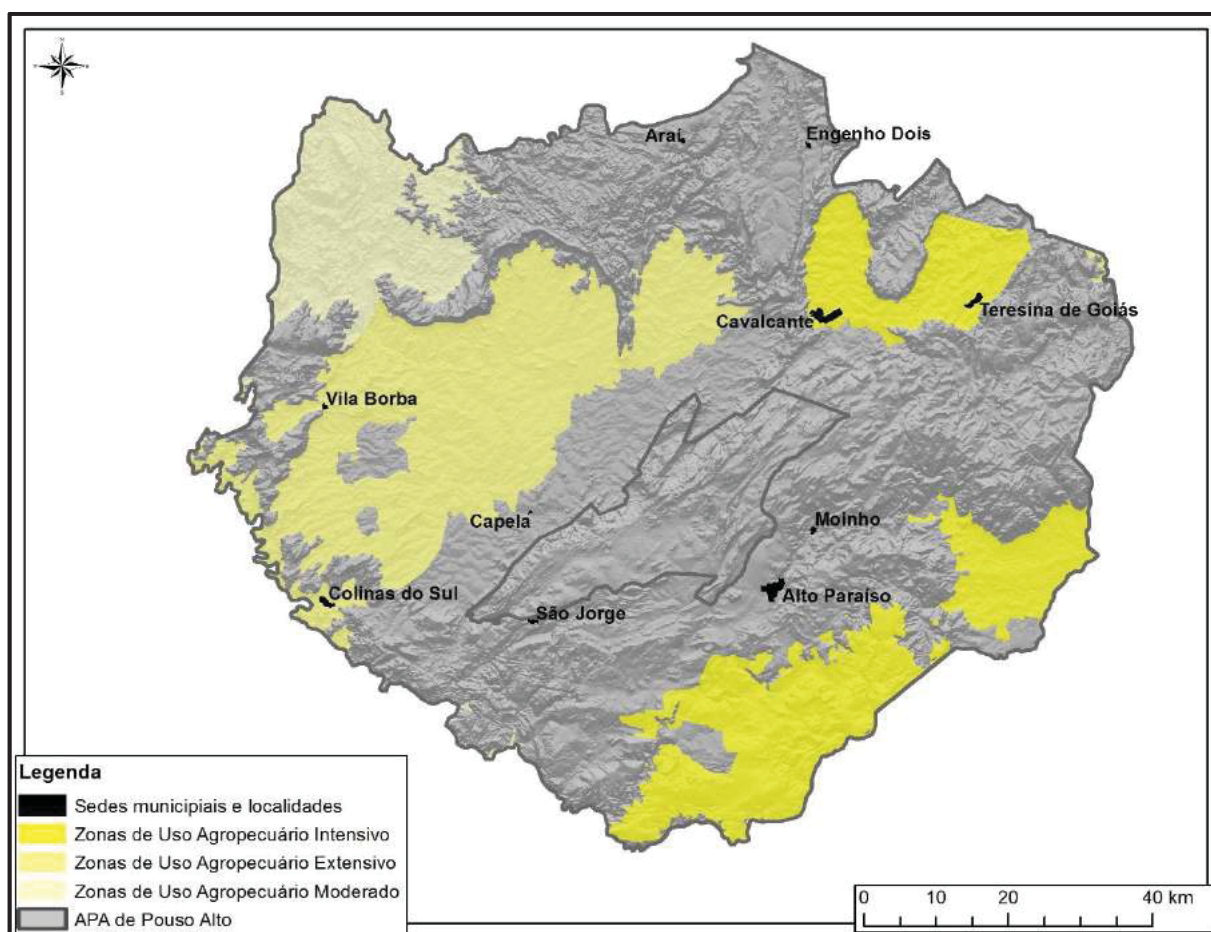 Araí
Engenho Dois
Teresina de Goiás
Cavalcante
Vila Borba
Capela
Moinho
Colinas do Sul
Alto Paraíso
São Jorge
Legenda
Sedes municipiais e localidades
Zonas de Uso Agropecuário Intensivo
Zonas de Uso Agropecuário Extensivo
Zonas de Uso Agropecuário Moderado
APA de Pouso Alto
0 10 20 40 km